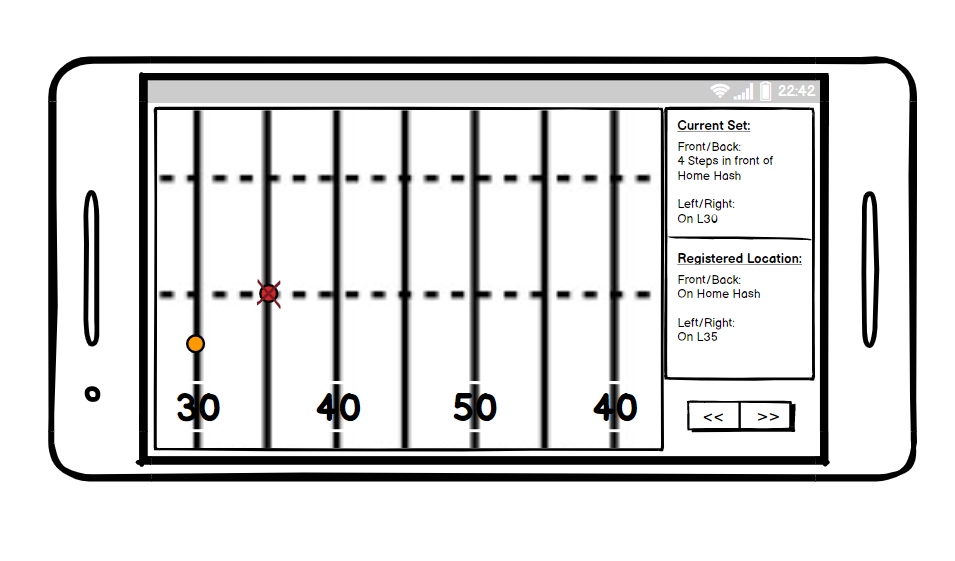 22:42
Current Set:
Front/Back:
4 Steps in front of
Home Hash
Left/Right:
On L30
Registered Location:
Front/Back:
On Home Hash
Left/Right:
On L35
30 40 50 40
<< >>